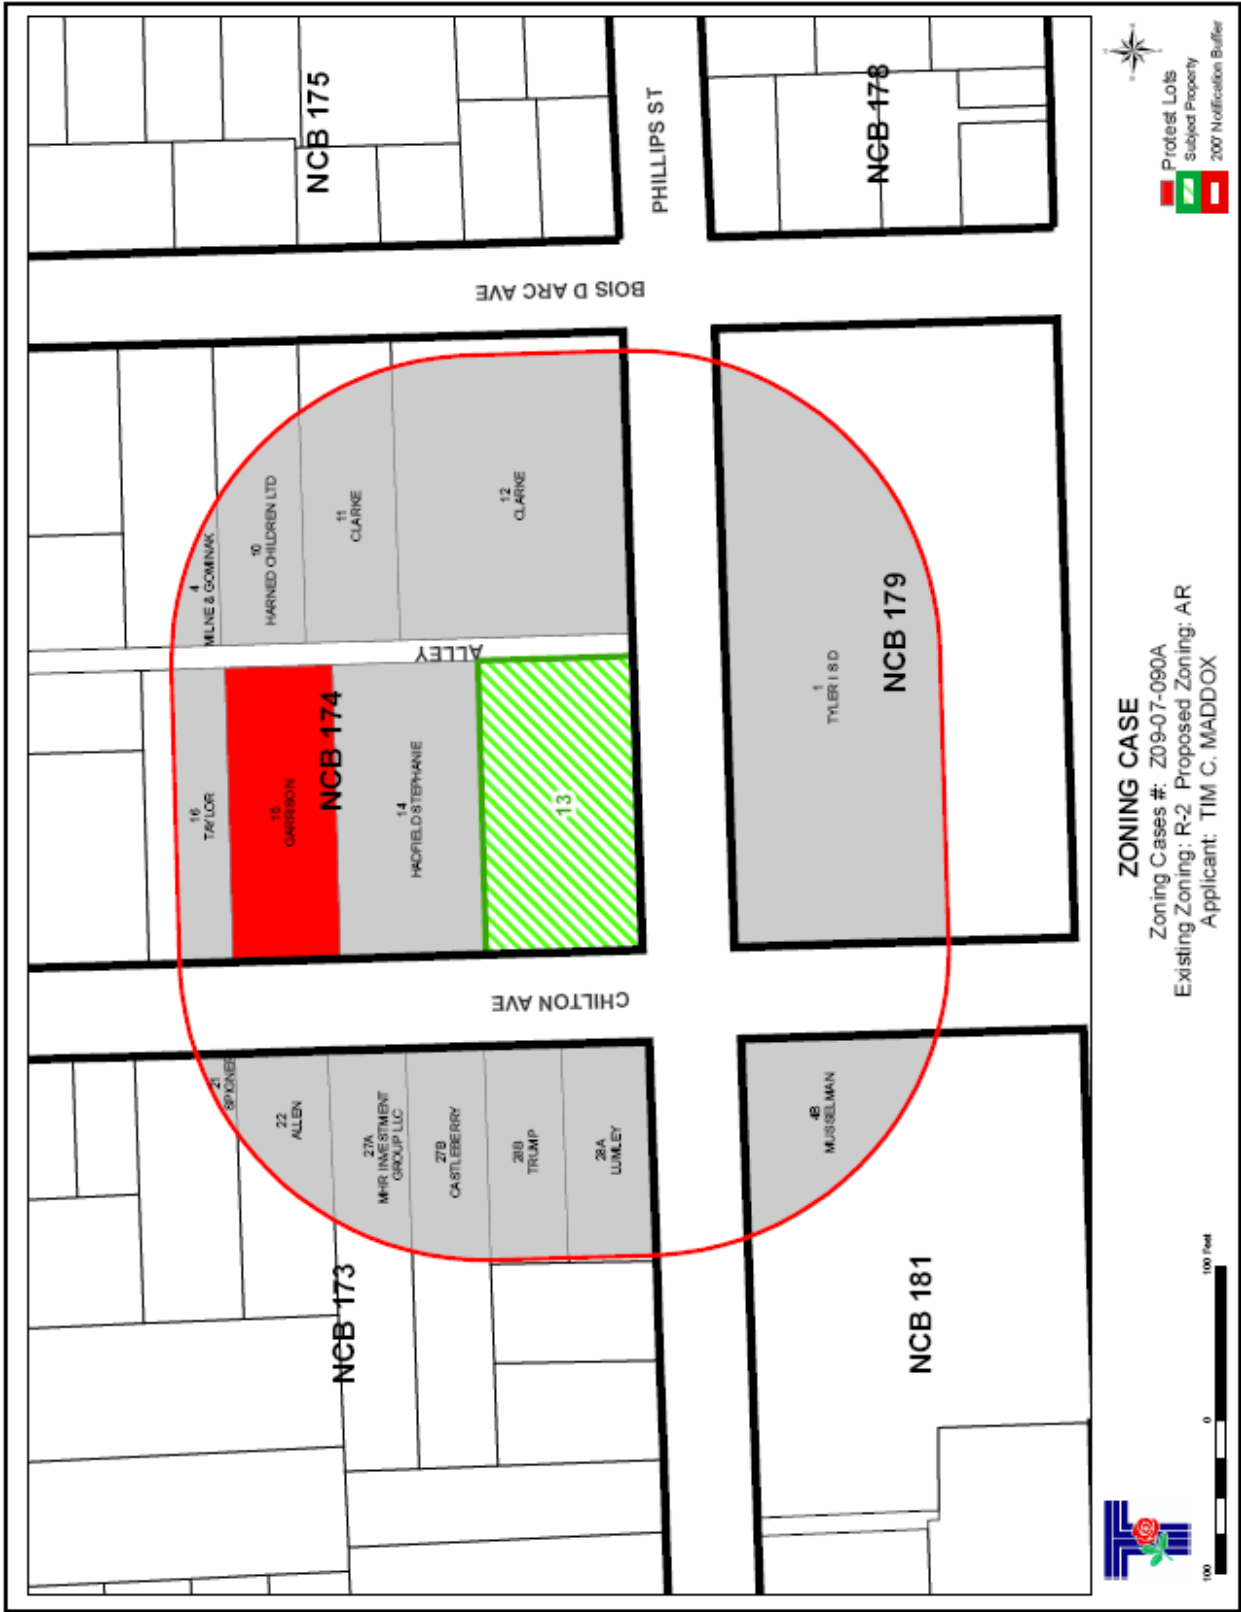 NCB 175
PHILLIPS ST
NCB 178
BOIS D ARC AVE
4
MILNE & GOMINAK
10
HARNED CHILDREN LTD
11
CLARKE
12
CLARKE
ALLEY
16
TAYLOR
15
GARRISON
NCB 174
14
HADFIELD STEPHANIE
13
1
TYLER I S D
NCB 179
CHILTON AVE
21
SPIGNER
22
ALLEN
27A
MHR INVESTMENT
GROUP LLC
27B
CASTLEBERRY
28B
TRUMP
28A
LUMLEY
4B
MUSSELMAN
NCB 173
NCB 181
ZONING CASE
Zoning Cases #: Z09-07-090A
Existing Zoning: R-2 Proposed Zoning: AR
Applicant: TIM C. MADDOX
Protest Lots
Subject Property
200' Notification Buffer
100 0 100 Feet